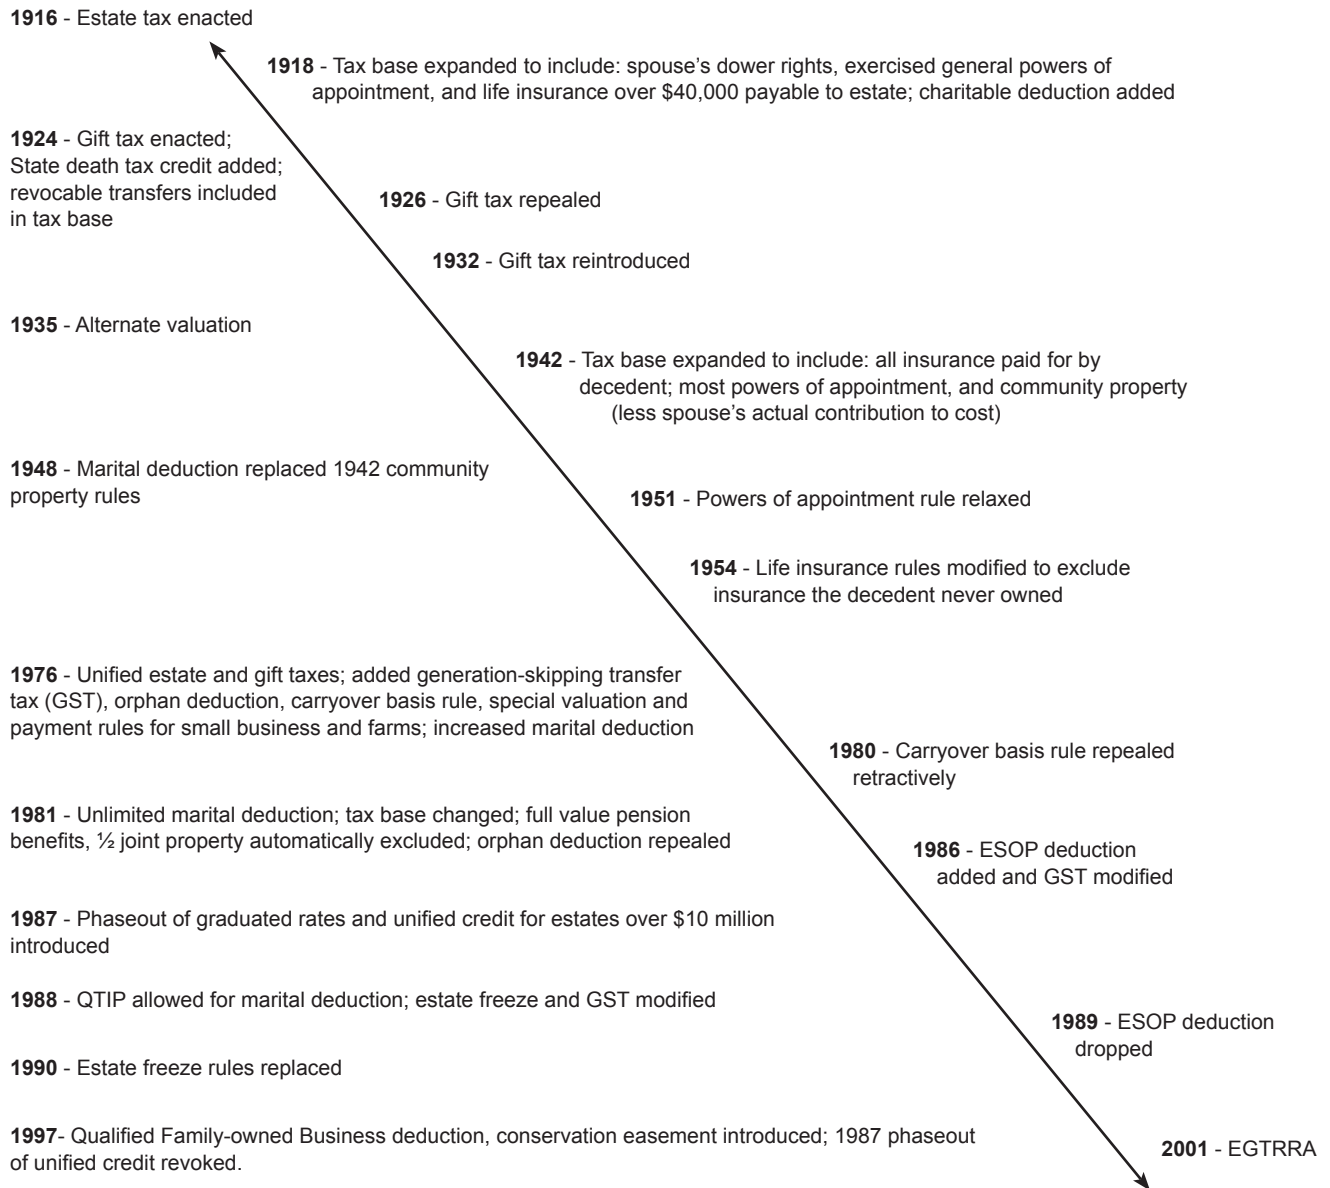 1916 - Estate tax enacted
1918 - Tax base expanded to include: spouse’s dower rights, exercised general powers of
appointment, and life insurance over $40,000 payable to estate; charitable deduction added
1924 - Gift tax enacted;
State death tax credit added;
revocable transfers included
in tax base
1926 - Gift tax repealed
1932 - Gift tax reintroduced
1935 - Alternate valuation
1942 - Tax base expanded to include: all insurance paid for by
decedent; most powers of appointment, and community property
(less spouse’s actual contribution to cost)
1948 - Marital deduction replaced 1942 community
property rules
1951 - Powers of appointment rule relaxed
1954 - Life insurance rules modified to exclude
insurance the decedent never owned
1976 - Unified estate and gift taxes; added generation-skipping transfer
tax (GST), orphan deduction, carryover basis rule, special valuation and
payment rules for small business and farms; increased marital deduction
1980 - Carryover basis rule repealed
retractively
1981 - Unlimited marital deduction; tax base changed; full value pension
benefits, ½ joint property automatically excluded; orphan deduction repealed
1986 - ESOP deduction
added and GST modified
1987 - Phaseout of graduated rates and unified credit for estates over $10 million
introduced
1988 - QTIP allowed for marital deduction; estate freeze and GST modified
1989 - ESOP deduction
dropped
1990 - Estate freeze rules replaced
1997- Qualified Family-owned Business deduction, conservation easement introduced; 1987 phaseout
of unified credit revoked.
2001 - EGTRRA